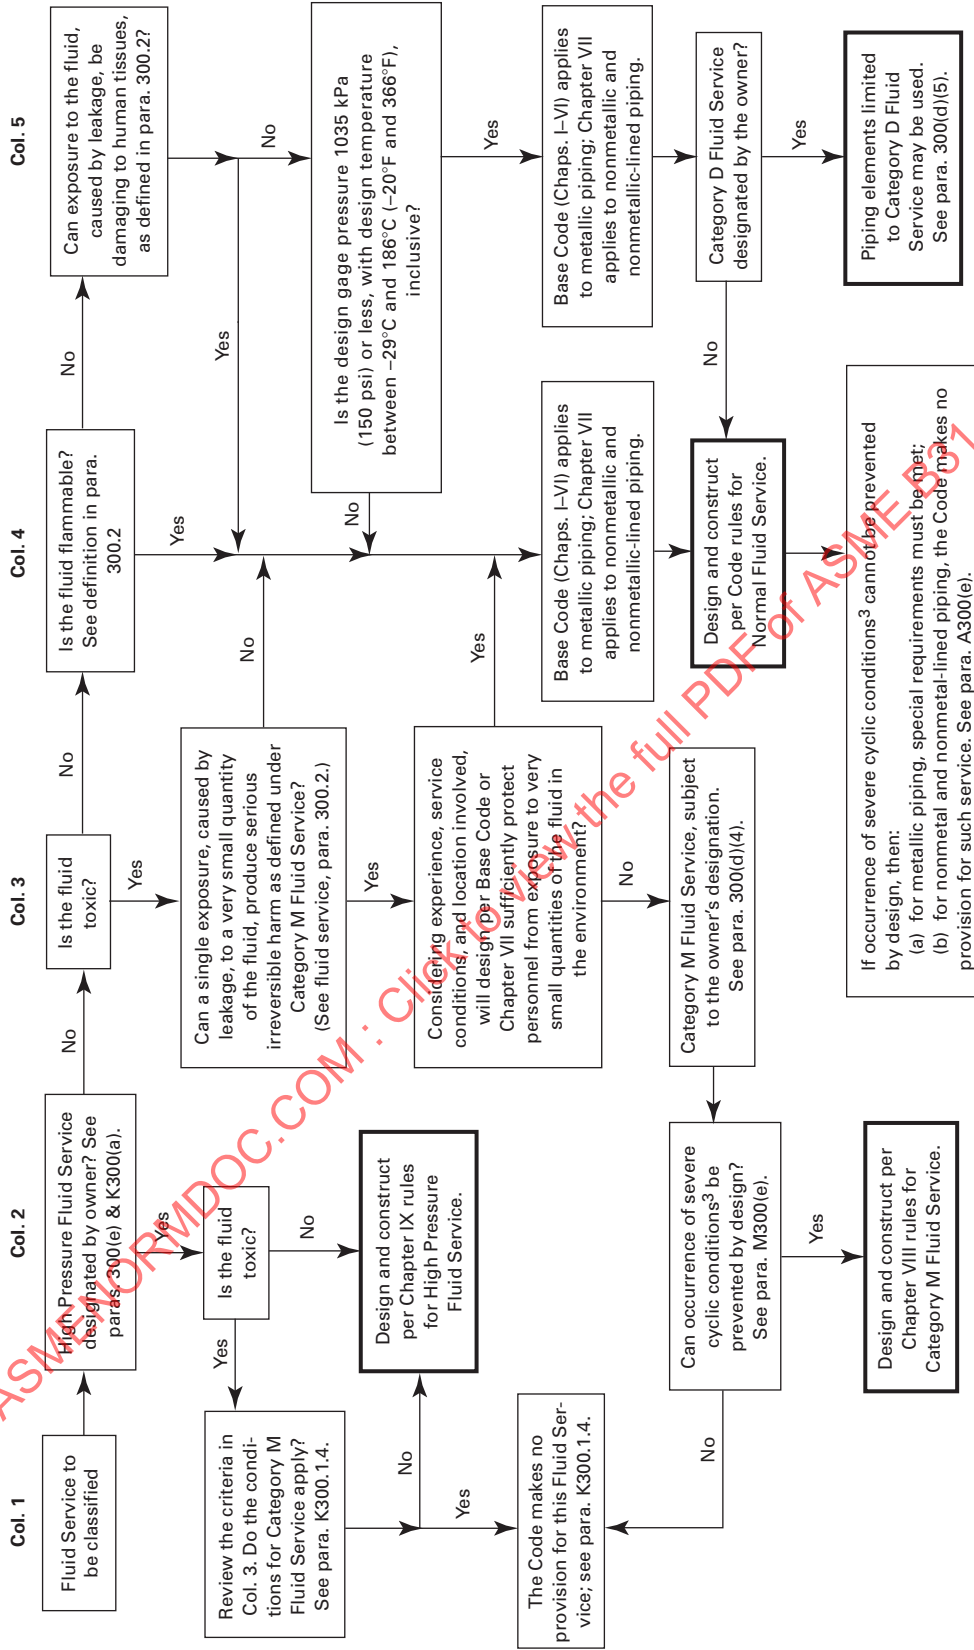 Col. 1
Col. 2
Col. 3
Col. 4
Col. 5
Fluid Service to
be classified
High Pressure Fluid Service
designated by owner? See
paras. 300(e) & K300(a).
No
Yes
Is the fluid
toxic?
Yes
No
Review the criteria in
Col. 3. Do the condi-
tions for Category M
Fluid Service apply?
See para. K300.1.4.
No
Yes
Design and construct
per Chapter IX rules
for High Pressure
Fluid Service.
The Code makes no
provision for this Fluid Ser-
vice; see para. K300.1.4.
Is the fluid
toxic?
No
Yes
Can a single exposure, caused by
leakage, to a very small quantity
of the fluid, produce serious
irreversible harm as defined under
Category M Fluid Service?
(See fluid service, para. 300.2.)
No
Yes
Considering experience, service
conditions, and location involved,
will design per Base Code or
Chapter VII sufficiently protect
personnel from exposure to very
small quantities of the fluid in
the environment?
Yes
No
Category M Fluid Service, subject
to the owner's designation.
See para. 300(d)(4).
Can occurrence of severe
cyclic conditions3 be
prevented by design?
See para. M300(e).
No
Yes
Design and construct per
Chapter VIII rules for
Category M Fluid Service.
Is the fluid flammable?
See definition in para.
300.2
No
Yes
Can exposure to the fluid,
caused by leakage, be
damaging to human tissues,
as defined in para. 300.2?
Yes
No
Is the design gage pressure 1035 kPa
(150 psi) or less, with design temperature
between –29°C and 186°C (–20°F and 366°F),
inclusive?
No
Yes
Base Code (Chaps. I–VI) applies
to metallic piping; Chapter VII
applies to nonmetallic and
nonmetallic-lined piping.
Base Code (Chaps. I–VI) applies
to metallic piping; Chapter VII
applies to nonmetallic and
nonmetallic-lined piping.
Category D Fluid Service
designated by the owner?
No
Yes
Design and construct
per Code rules for
Normal Fluid Service.
Piping elements limited
to Category D Fluid
Service may be used.
See para. 300(d)(5).
If occurrence of severe cyclic conditions3 cannot be prevented
by design, then:
(a) for metallic piping, special requirements must be met;
(b) for nonmetal and nonmetal-lined piping, the Code makes no
provision for such service. See para. A300(e).
ASMENORMDOC.COM : Click to view the full PDF of ASME B31